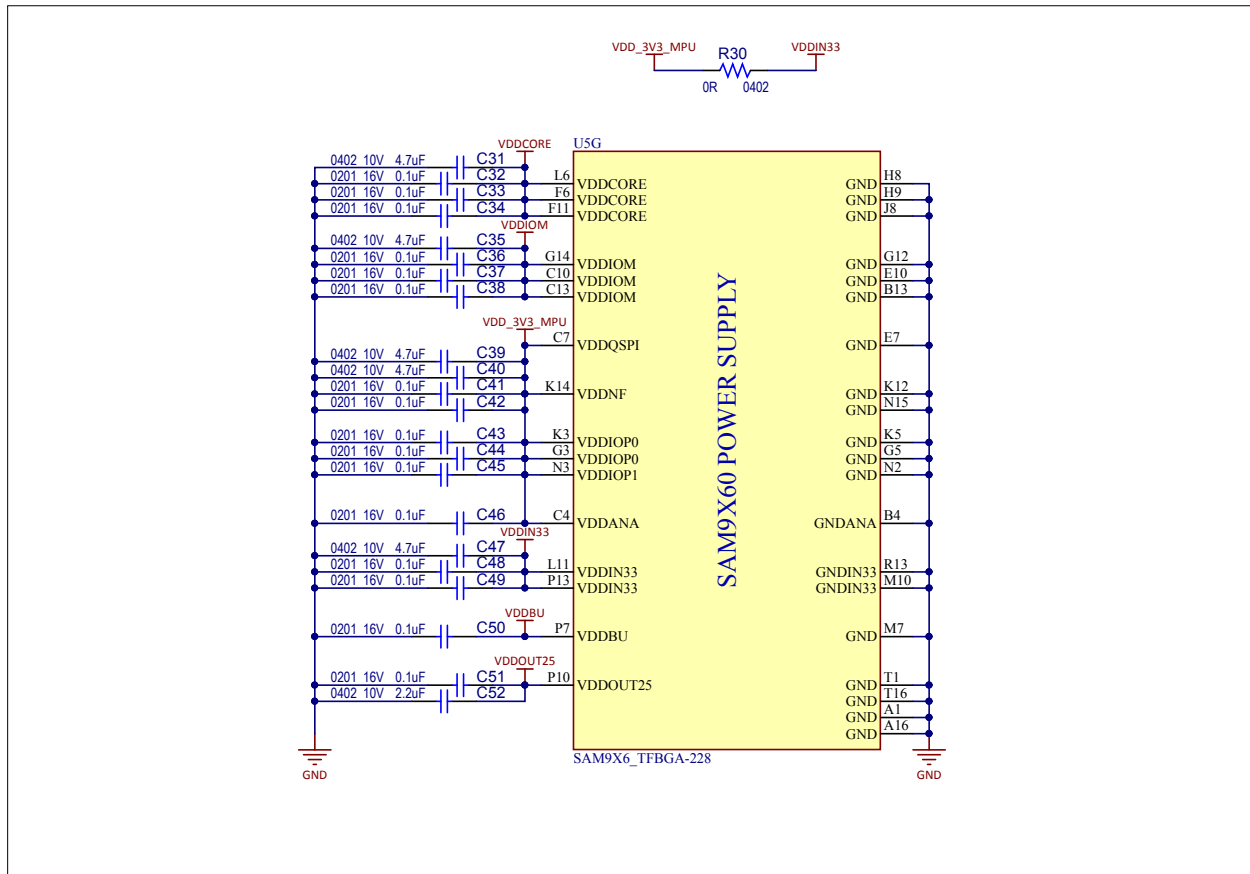 VDD_3V3_MPU VDDIN33
R30
0R 0402
U5G
VDDCORE
0402 10V 4.7uF C31
0201 16V 0.1uF C32 L6 VDDCORE GND H8
0201 16V 0.1uF C33 F6 VDDCORE GND H9
0201 16V 0.1uF C34 F11 VDDCORE GND J8
VDDIOM
0402 10V 4.7uF C35
0201 16V 0.1uF C36 G14 VDDIOM GND G12
0201 16V 0.1uF C37 C10 VDDIOM GND E10
0201 16V 0.1uF C38 C13 VDDIOM GND B13
VDD_3V3_MPU
C7 VDDQSPI GND E7
0402 10V 4.7uF C39
0402 10V 4.7uF C40
0201 16V 0.1uF C41 K14 VDDNF GND K12
0201 16V 0.1uF C42 GND N15
0201 16V 0.1uF C43 K3 VDDIOP0 GND K5
0201 16V 0.1uF C44 G3 VDDIOP0 GND G5
0201 16V 0.1uF C45 N3 VDDIOP1 GND N2
0201 16V 0.1uF C46 C4 VDDANA GNDANA B4
VDDIN33
0402 10V 4.7uF C47
0201 16V 0.1uF C48 L11 VDDIN33 GNDIN33 R13
0201 16V 0.1uF C49 P13 VDDIN33 GNDIN33 M10
VDDBU
0201 16V 0.1uF C50 P7 VDDBU GND M7
VDDOUT25
0201 16V 0.1uF C51 P10 VDDOUT25 GND T1
0402 10V 2.2uF C52 GND T16
GND A1
GND A16
SAM9X60 POWER SUPPLY
SAM9X6_TFBGA-228
GND GND